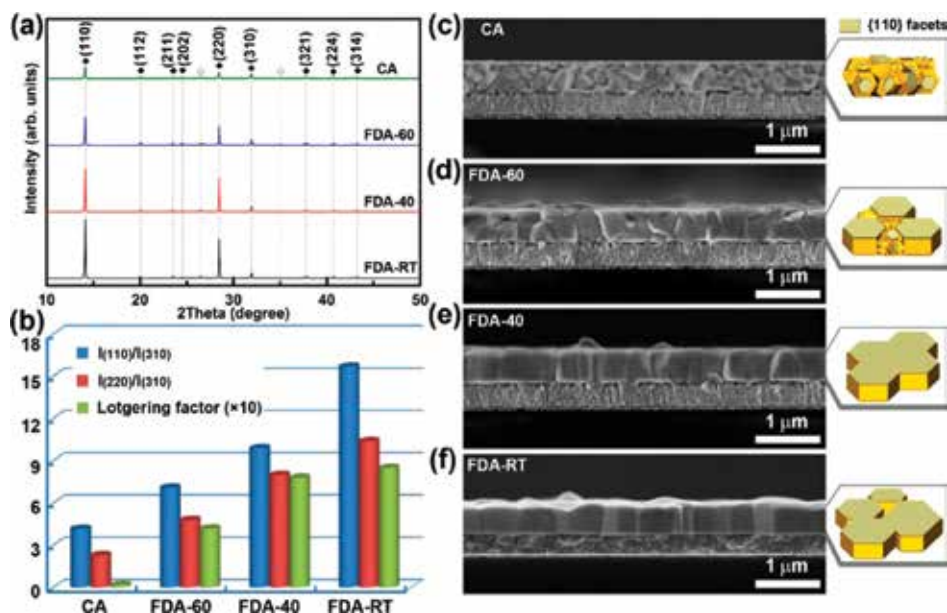 (a)
(110)
(112)
(211)
(202)
(220)
(310)
(321)
(224)
(314)
CA
FDA-60
FDA-40
FDA-RT
Intensity (arb. units)
10
20
30
40
50
2Theta (degree)
(b)
18
15
12
9
6
3
0
I(110)/I(310)
I(220)/I(310)
Lotgering factor (×10)
CA
FDA-60
FDA-40
FDA-RT
(c)
CA
1 μm
{110} facets
(d)
FDA-60
1 μm
(e)
FDA-40
1 μm
(f)
FDA-RT
1 μm